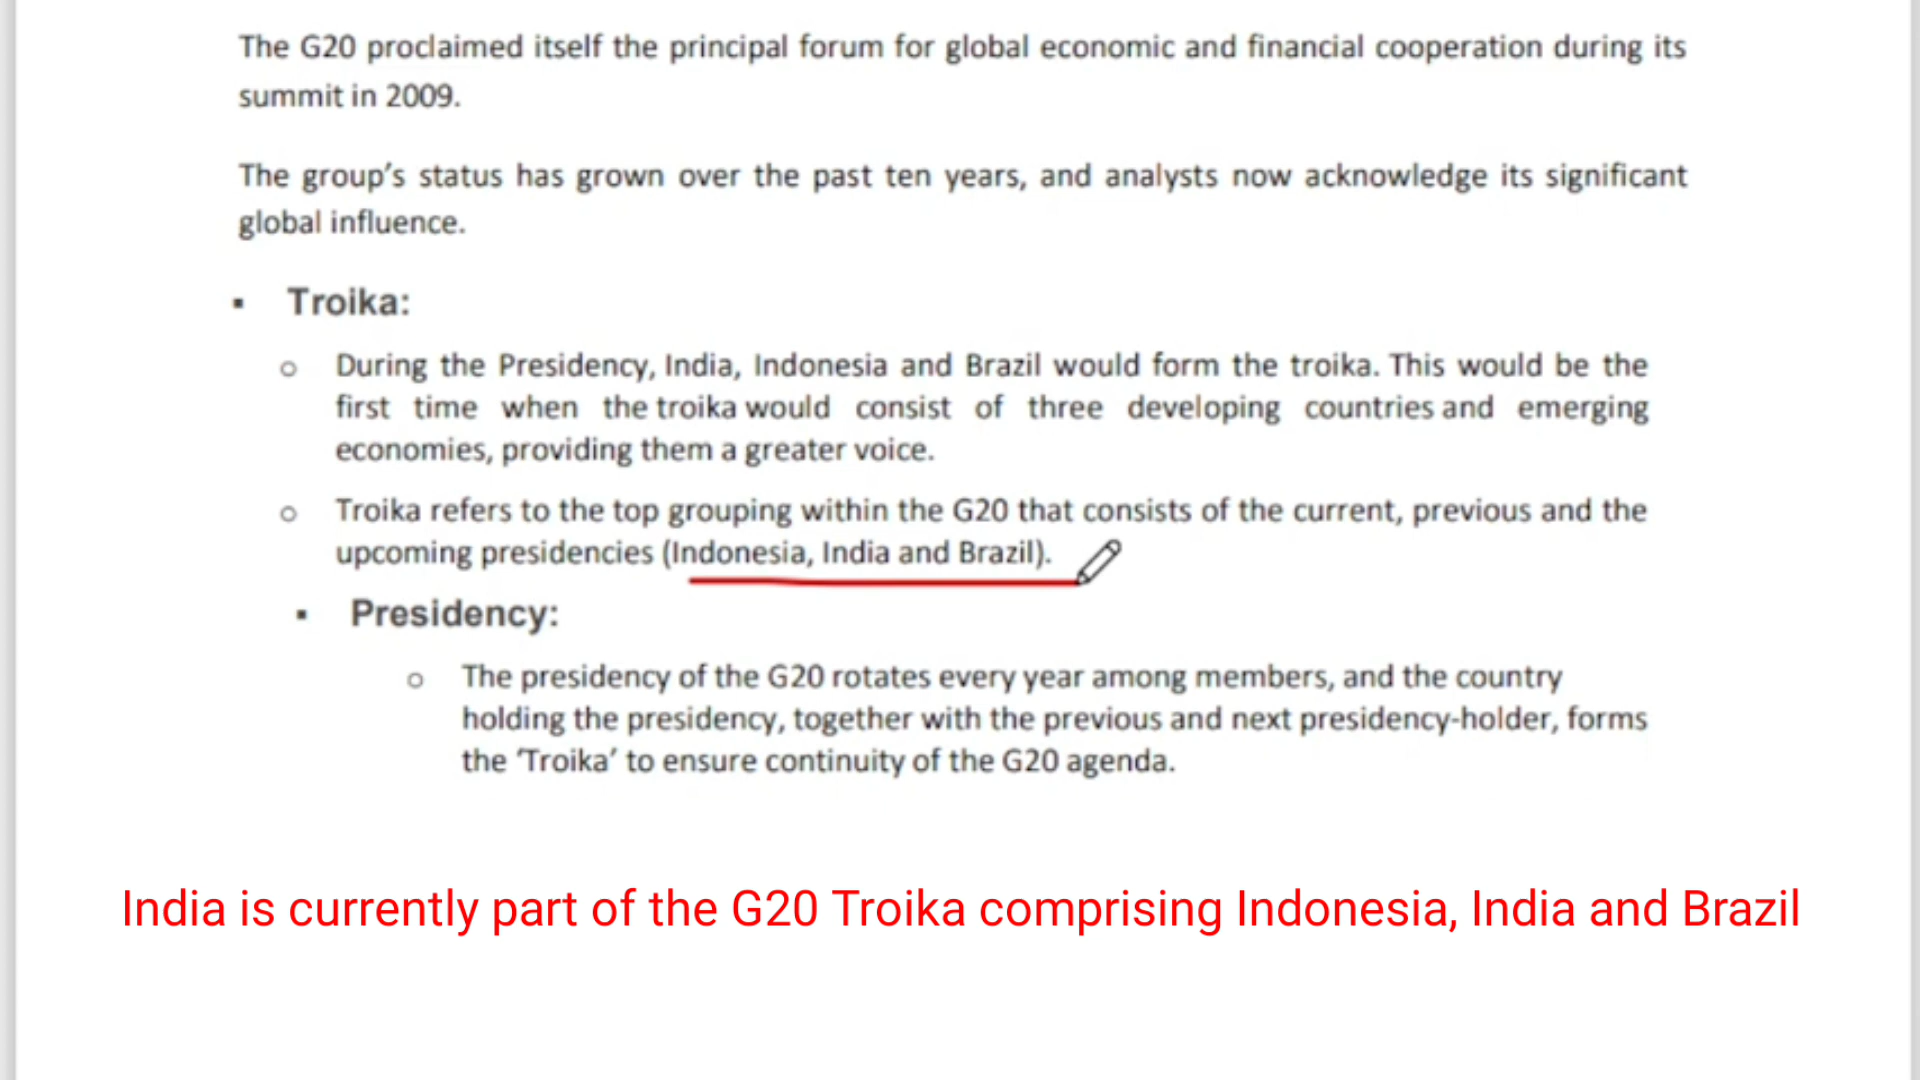 The G20 proclaimed itself the principal forum for global economic and financial cooperation during its
summit in 2009.
The group's status has grown over the past ten years, and analysts now acknowledge its significant
global influence.
▪ Troika:
o During the Presidency, India, Indonesia and Brazil would form the troika. This would be the
first time when the troika would consist of three developing countries and emerging
economies, providing them a greater voice.
o Troika refers to the top grouping within the G20 that consists of the current, previous and the
upcoming presidencies (Indonesia, India and Brazil).
▪ Presidency:
o The presidency of the G20 rotates every year among members, and the country
holding the presidency, together with the previous and next presidency-holder, forms
the 'Troika' to ensure continuity of the G20 agenda.
India is currently part of the G20 Troika comprising Indonesia, India and Brazil